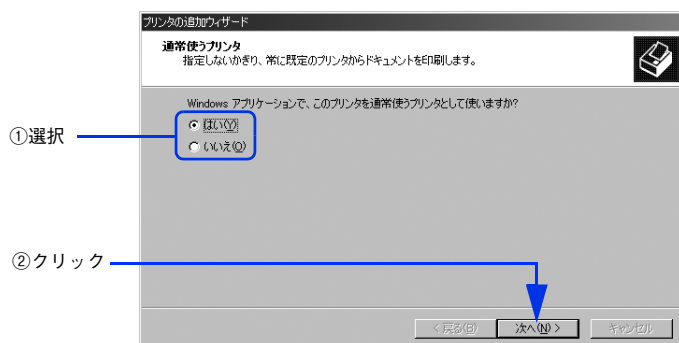 プリンタの追加ウィザード
通常使うプリンタ
指定しないかぎり、常に既定のプリンタからドキュメントを印刷します。
Windows アプリケーションで、このプリンタを通常使うプリンタとして使いますか?
①選択
はい(Y)
いいえ(O)
②クリック
< 戻る(B)
次へ(N) >
キャンセル